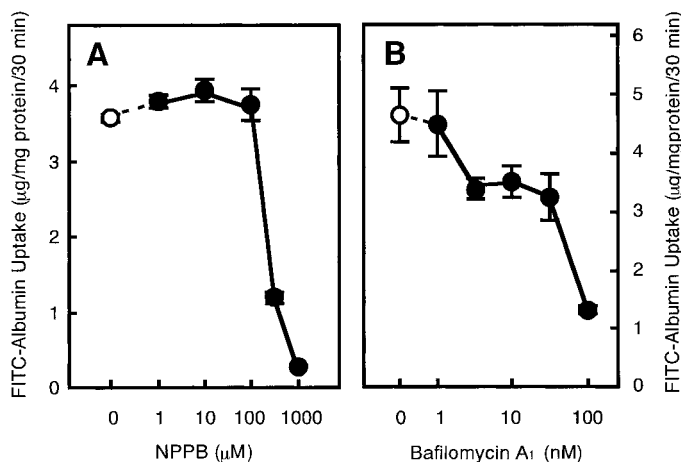 A
FITC-Albumin Uptake (µg/mg protein/30 min)
4
3
2
1
0
0 1 10 100 1000
NPPB (µM)
B
6
5
4
3
2
1
0
FITC-Albumin Uptake (µg/mgprotein/30 min)
0 1 10 100
Bafilomycin A1 (nM)